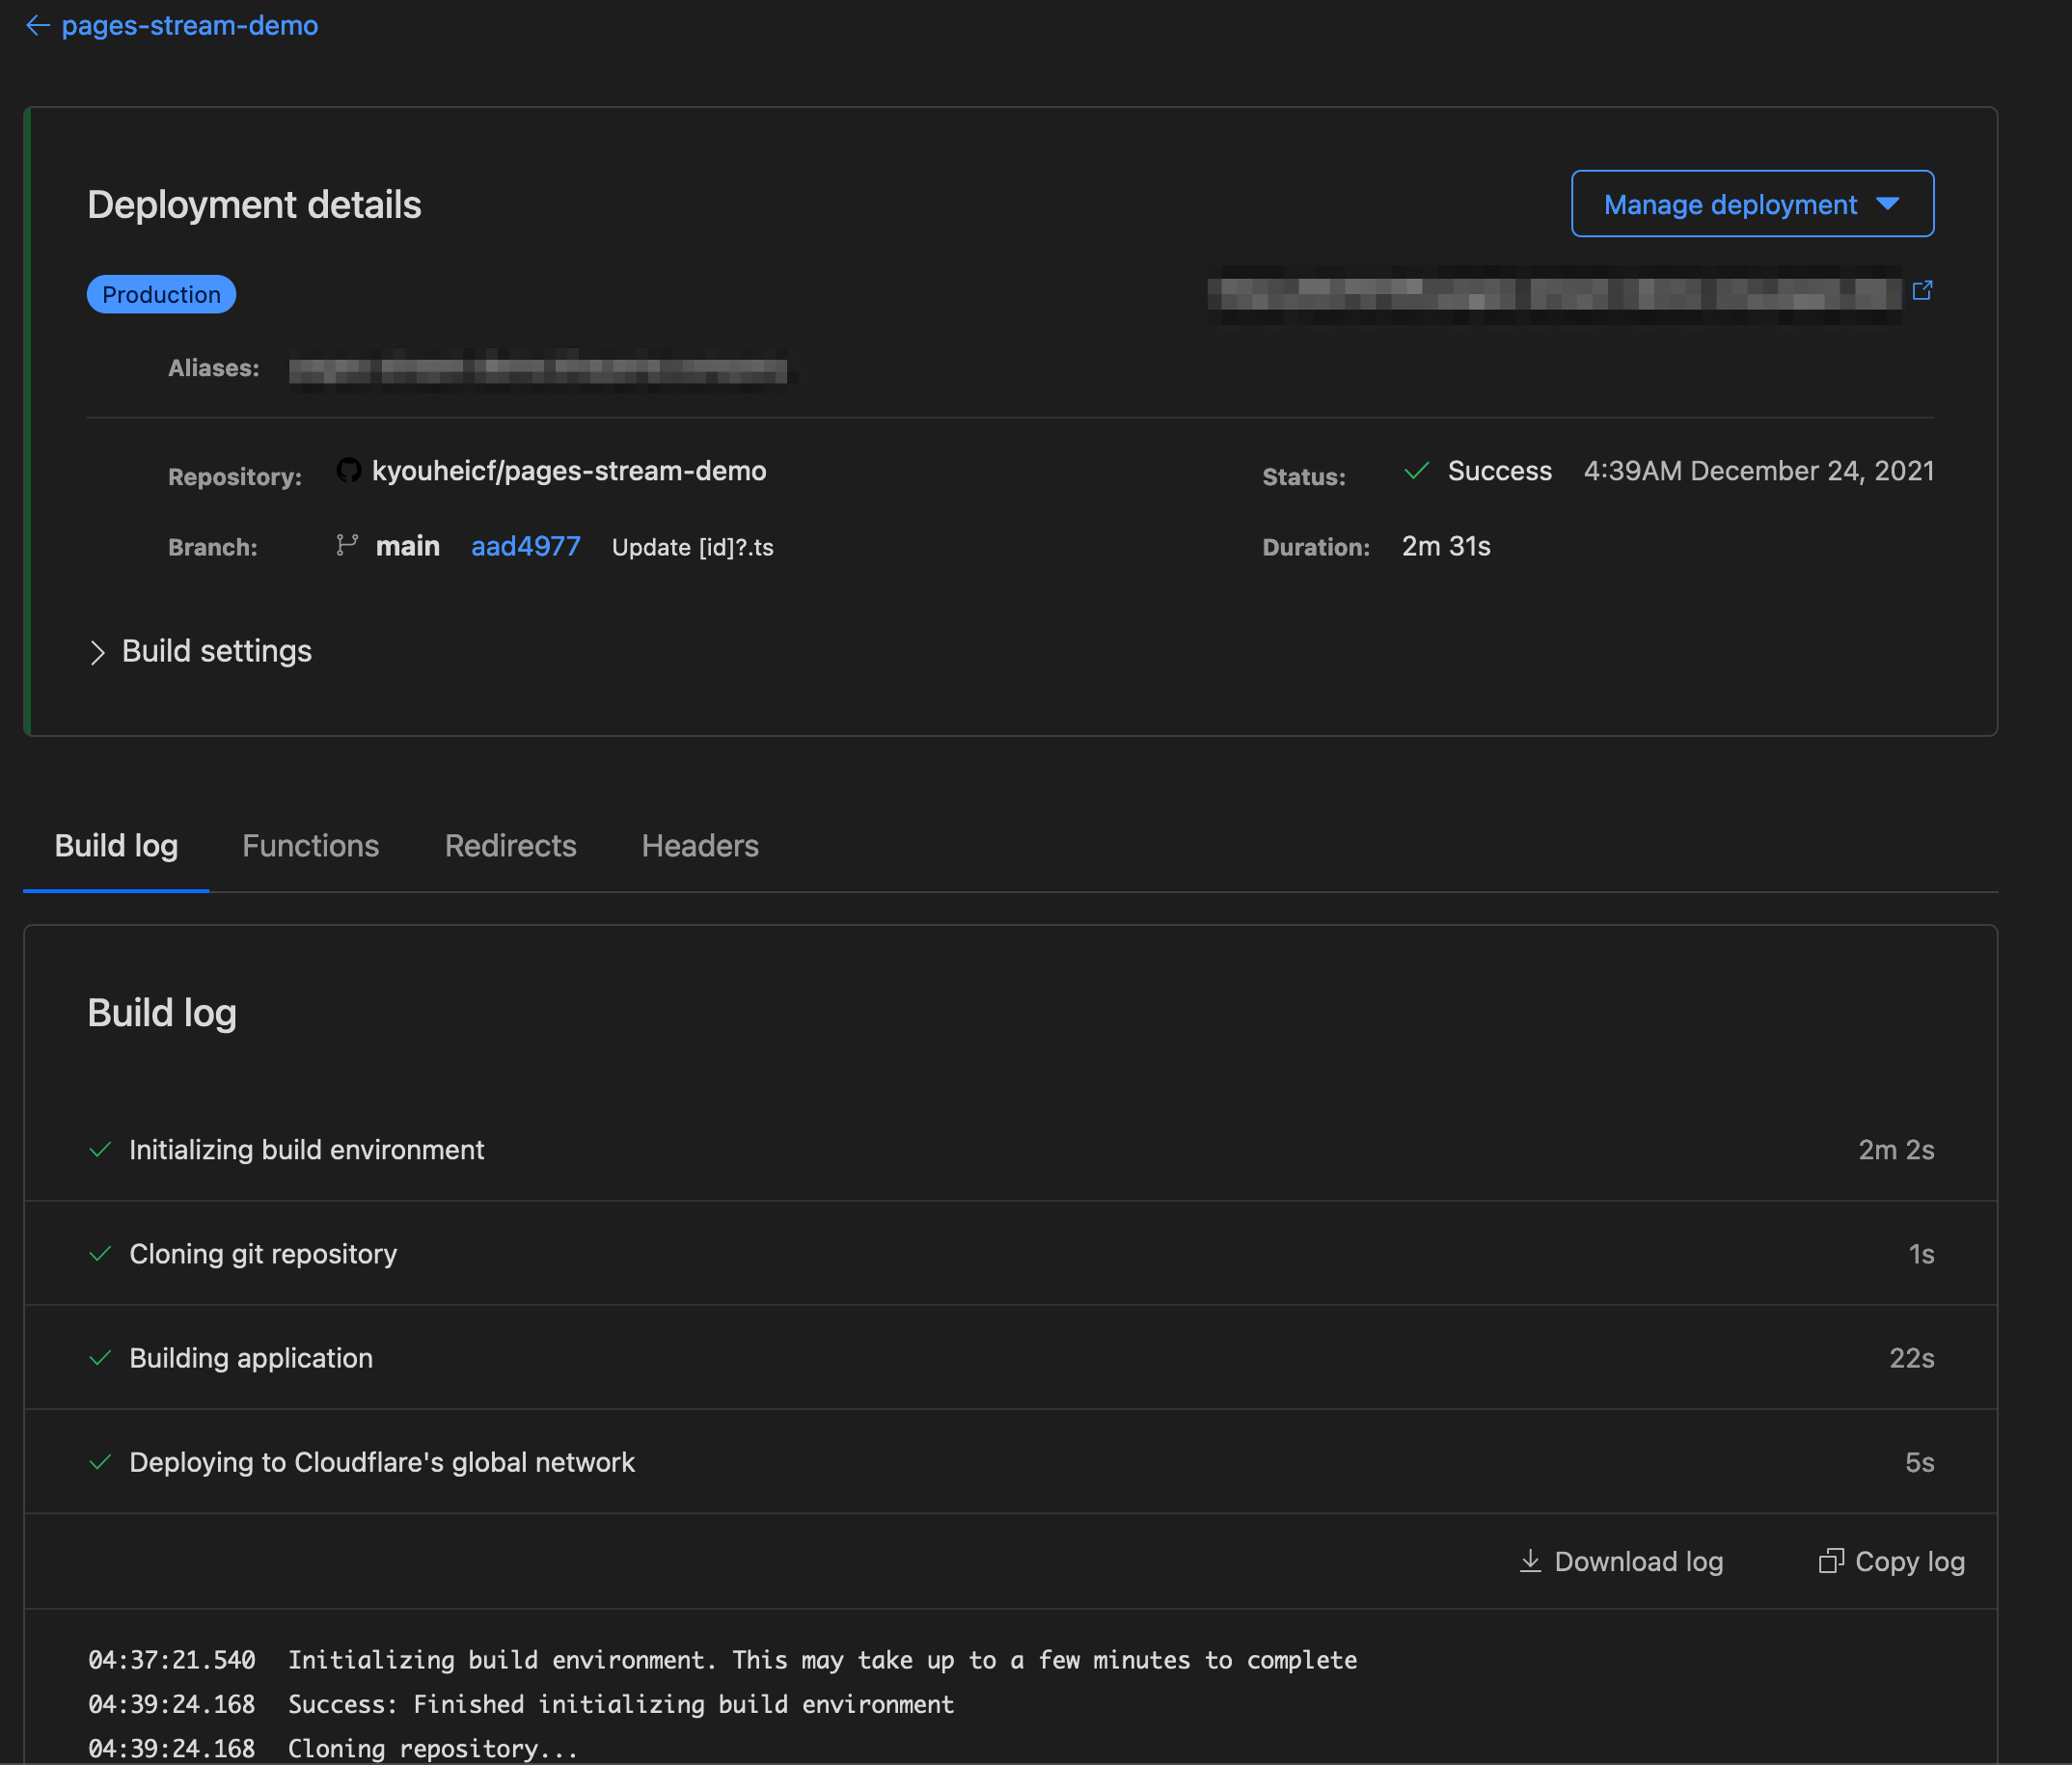 ← pages-stream-demo
Deployment details
Manage deployment
Production
Aliases:
Repository: kyouheicf/pages-stream-demo
Status: Success 4:39AM December 24, 2021
Branch: main aad4977 Update [id]?.ts
Duration: 2m 31s
Build settings
Build log Functions Redirects Headers
Build log
Initializing build environment 2m 2s
Cloning git repository 1s
Building application 22s
Deploying to Cloudflare's global network 5s
Download log Copy log
04:37:21.540 Initializing build environment. This may take up to a few minutes to complete
04:39:24.168 Success: Finished initializing build environment
04:39:24.168 Cloning repository...